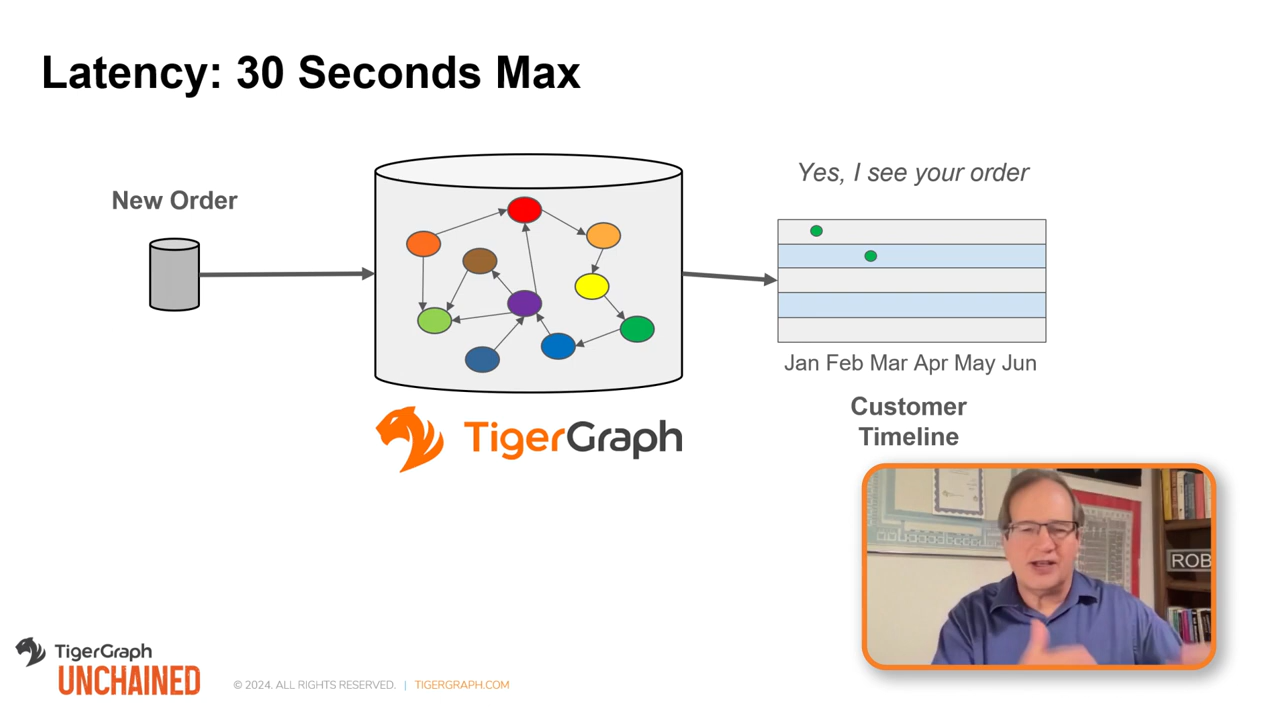 Latency: 30 Seconds Max
New Order
Yes, I see your order
Jan Feb Mar Apr May Jun
Customer
Timeline
TigerGraph
ROB
TigerGraph
UNCHAINED
© 2024. ALL RIGHTS RESERVED. | TIGERGRAPH.COM